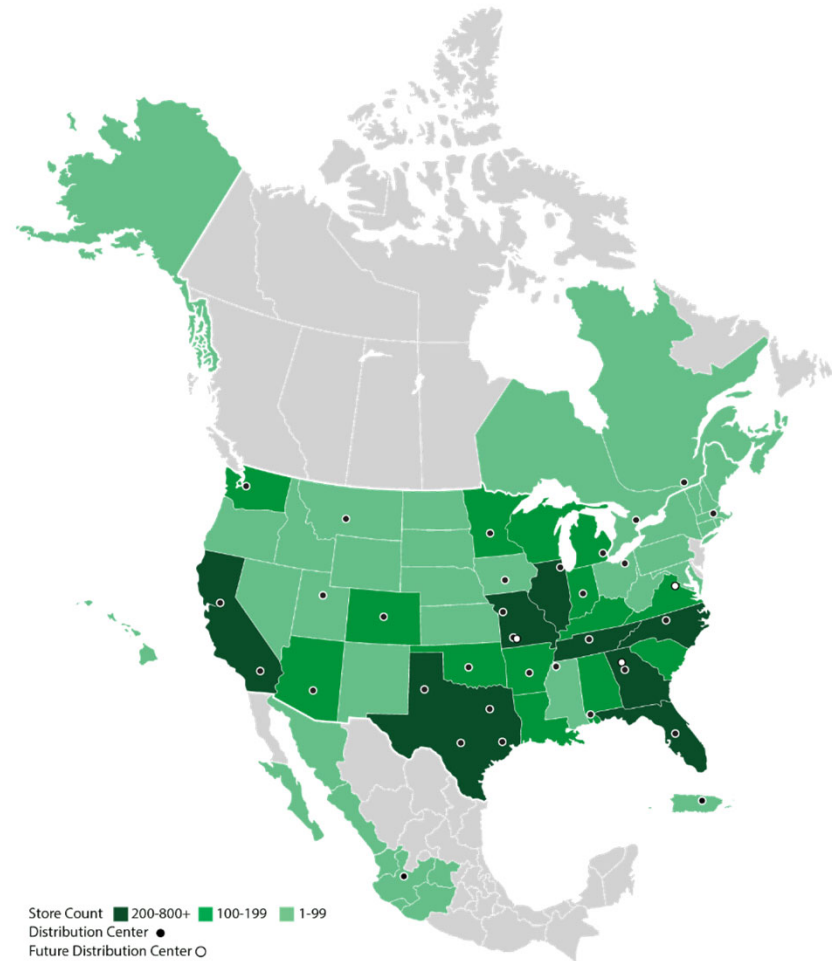 Store Count 200-800+ 100-199 1-99
Distribution Center
Future Distribution Center